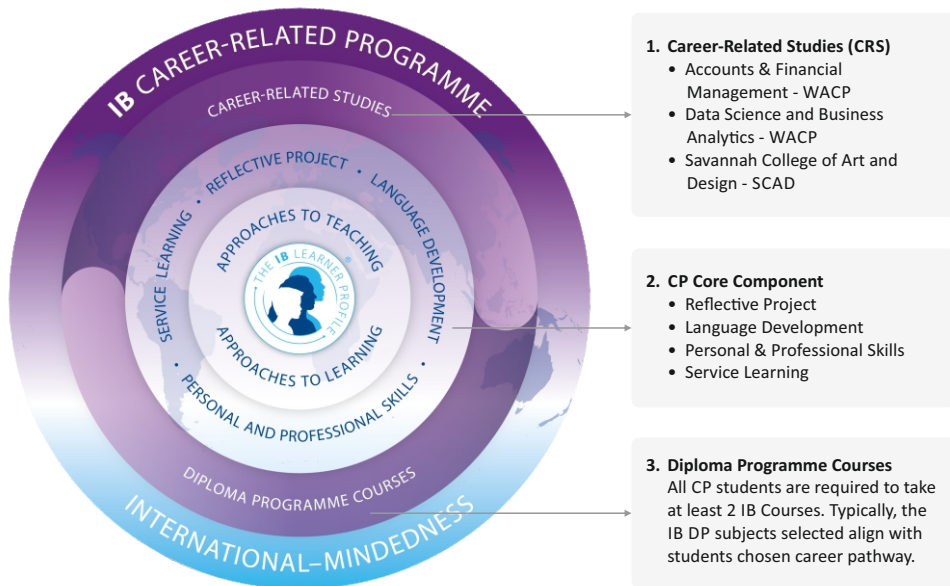 IB CAREER-RELATED PROGRAMME
CAREER-RELATED STUDIES
SERVICE LEARNING • REFLECTIVE PROJECT • LANGUAGE DEVELOPMENT
• PERSONAL AND PROFESSIONAL SKILLS •
APPROACHES TO TEACHING
THE IB LEARNER PROFILE
APPROACHES TO LEARNING
DIPLOMA PROGRAMME COURSES
INTERNATIONAL–MINDEDNESS
1. Career-Related Studies (CRS)
• Accounts & Financial
Management - WACP
• Data Science and Business
Analytics - WACP
• Savannah College of Art and
Design - SCAD
2. CP Core Component
• Reflective Project
• Language Development
• Personal & Professional Skills
• Service Learning
3. Diploma Programme Courses
All CP students are required to take
at least 2 IB Courses. Typically, the
IB DP subjects selected align with
students chosen career pathway.